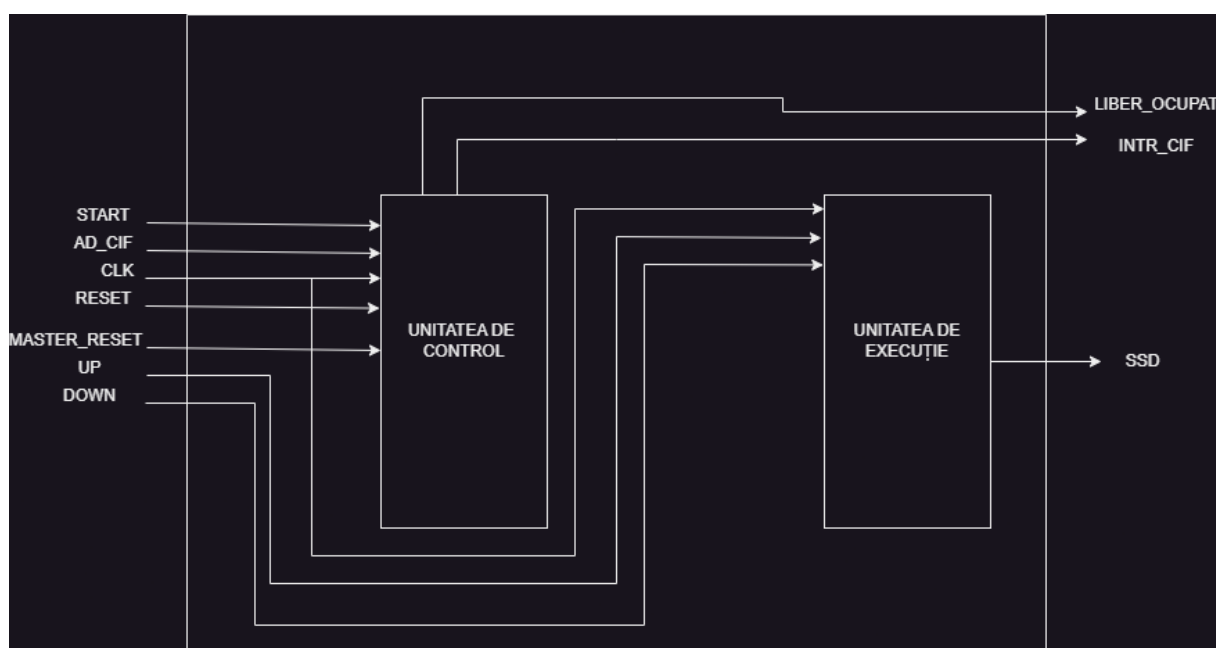 LIBER_OCUPAT
INTR_CIF
START
AD_CIF
CLK
RESET
MASTER_RESET
UP
DOWN
UNITATEA DE
CONTROL
UNITATEA DE
EXECUȚIE
SSD